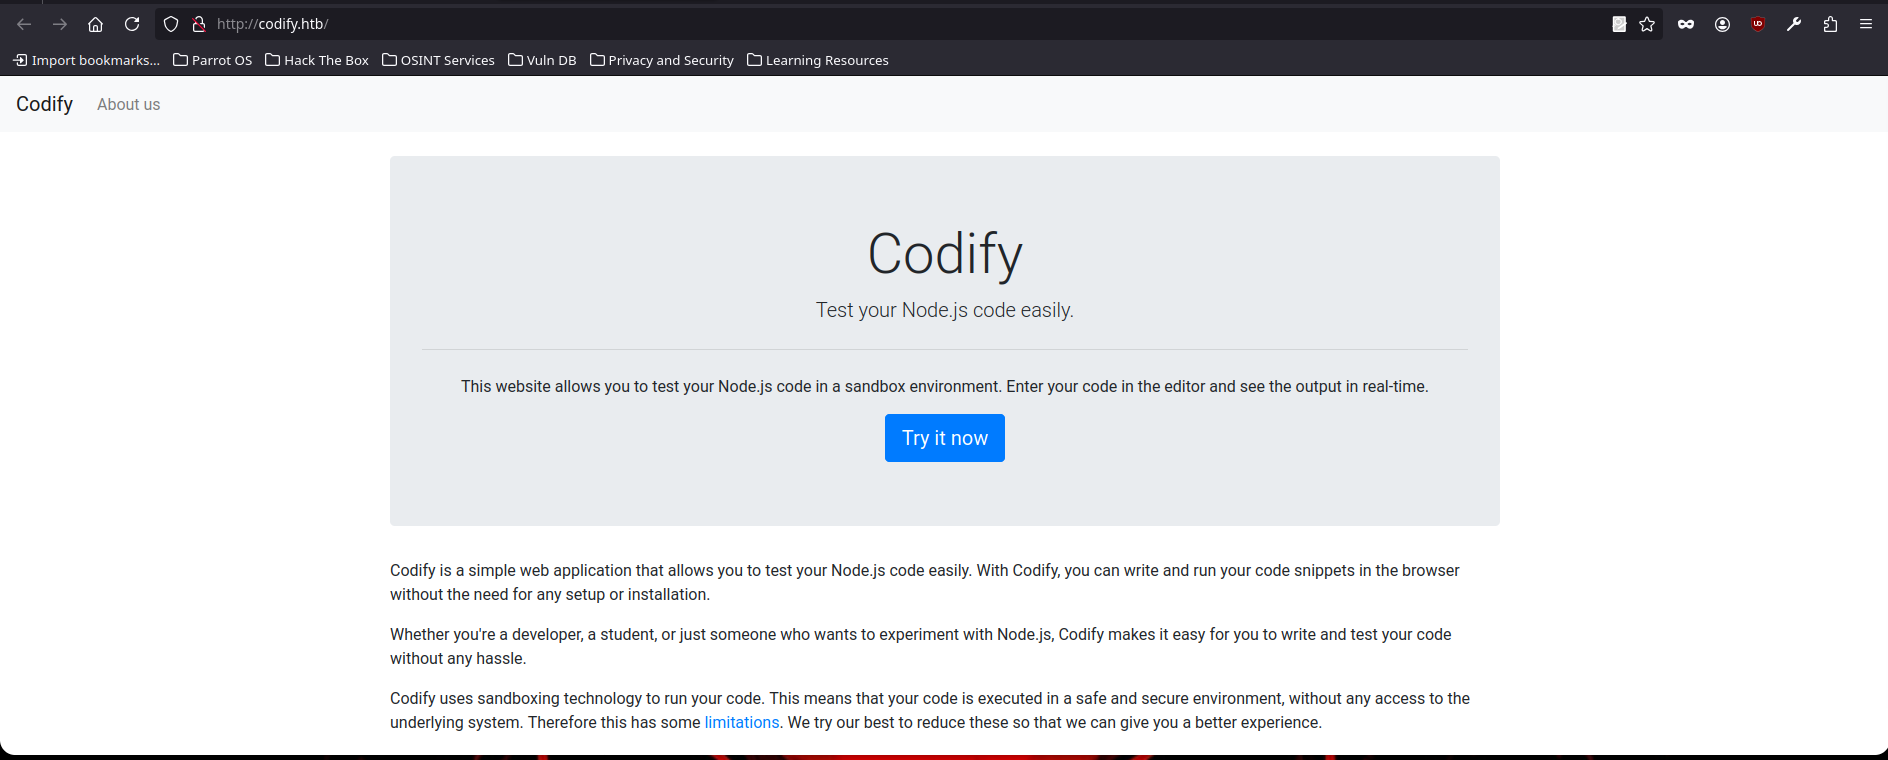 http://codify.htb/
Import bookmarks... Parrot OS Hack The Box OSINT Services Vuln DB Privacy and Security Learning Resources
Codify About us
Codify
Test your Node.js code easily.
This website allows you to test your Node.js code in a sandbox environment. Enter your code in the editor and see the output in real-time.
Try it now
Codify is a simple web application that allows you to test your Node.js code easily. With Codify, you can write and run your code snippets in the browser
without the need for any setup or installation.
Whether you're a developer, a student, or just someone who wants to experiment with Node.js, Codify makes it easy for you to write and test your code
without any hassle.
Codify uses sandboxing technology to run your code. This means that your code is executed in a safe and secure environment, without any access to the
underlying system. Therefore this has some limitations. We try our best to reduce these so that we can give you a better experience.